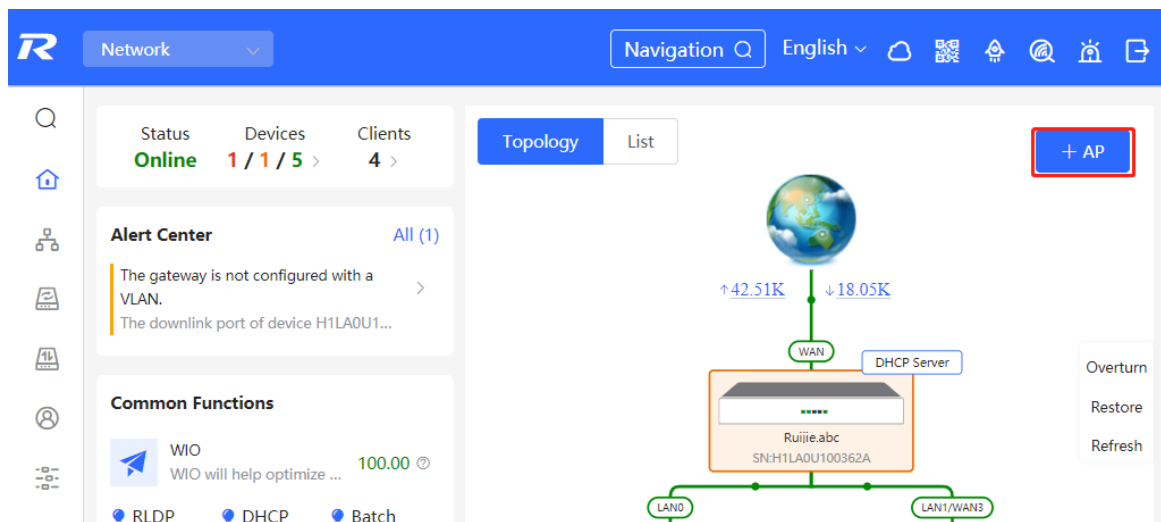 Network
Navigation
English
Status
Devices
Clients
Online
1 / 1 / 5 >
4 >
Alert Center
All (1)
The gateway is not configured with a
VLAN.
The downlink port of device H1LA0U1...
Common Functions
WIO
WIO will help optimize ...
100.00
RLDP
DHCP
Batch
Topology
List
+ AP
↑42.51K
↓18.05K
WAN
DHCP Server
Ruijie.abc
SN:H1LA0U100362A
LAN0
LAN1/WAN3
Overturn
Restore
Refresh